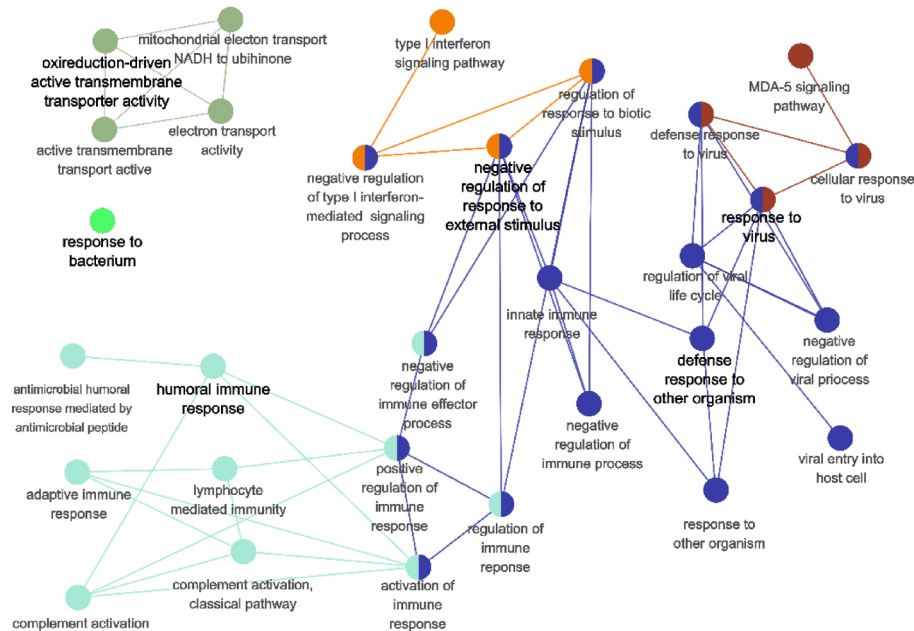 mitochondrial electon transport
NADH to ubihinone
oxireduction-driven
active transmembrane
transporter activity
electron transport
activity
active transmembrane
transport active
response to
bacterium
type I interferon
signaling pathway
regulation of
response to biotic
stimulus
MDA-5 signaling
pathway
defense response
to virus
negative regulation
of type I interferon-
mediated signaling
process
negative
regulation of
response to
external stimulus
cellular response
to virus
response to
virus
regulation of viral
life cycle
innate immune
response
negative
regulation of
viral priocess
defense
response to
other organism
negative
regulation of
immune effector
process
antimicrobial humoral
response mediated by
antimicrobial peptide
humoral immune
response
negative
regulation of
immune process
viral entry into
host cell
adaptive immune
response
lymphocyte
mediated immunity
positive
regulation of
immune
response
regulation of
immune
reponse
response to
other organism
complement activation,
classical pathway
activation of
immune
response
complement activation